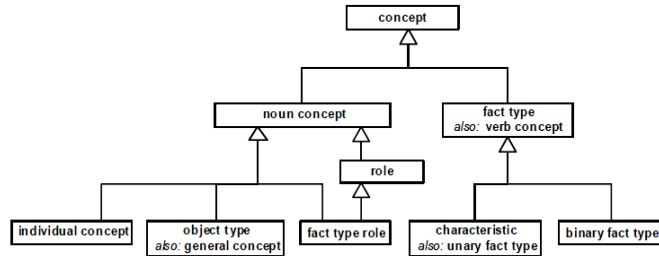 concept
noun concept
fact type
also: verb concept
role
individual concept
object type
also: general concept
fact type role
characteristic
also: unary fact type
binary fact type